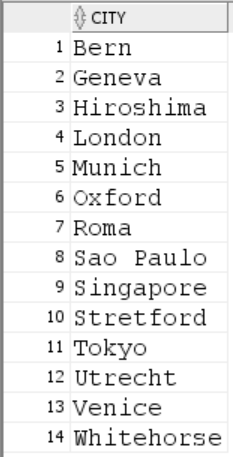 CITY
1 Bern
2 Geneva
3 Hiroshima
4 London
5 Munich
6 Oxford
7 Roma
8 Sao Paulo
9 Singapore
10 Stretford
11 Tokyo
12 Utrecht
13 Venice
14 Whitehorse